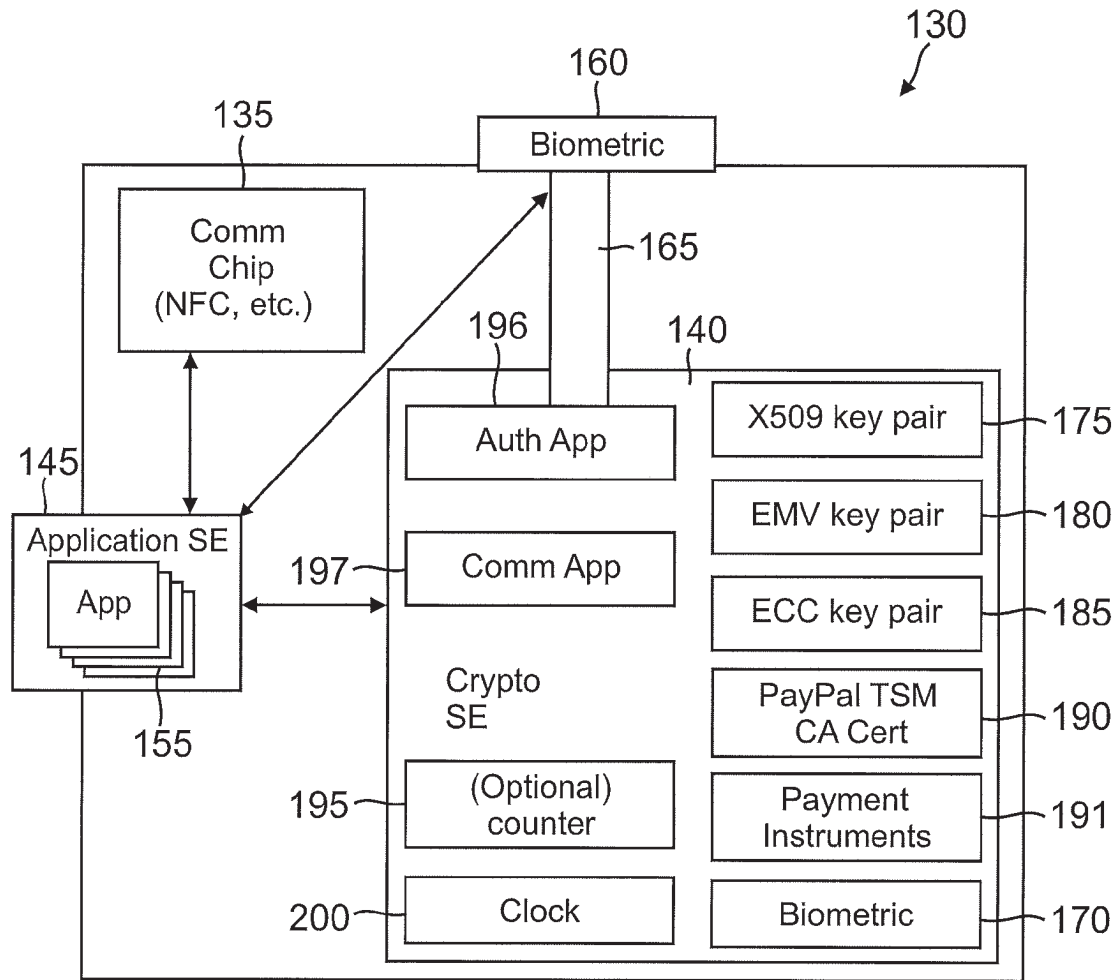 130
160
135
Biometric
Comm
Chip
(NFC, etc.)
165
196
140
Auth App
X509 key pair
175
145
Application SE
App
155
EMV key pair
180
197
Comm App
ECC key pair
185
Crypto
SE
PayPal TSM
CA Cert
190
195
(Optional)
counter
Payment
Instruments
191
200
Clock
Biometric
170